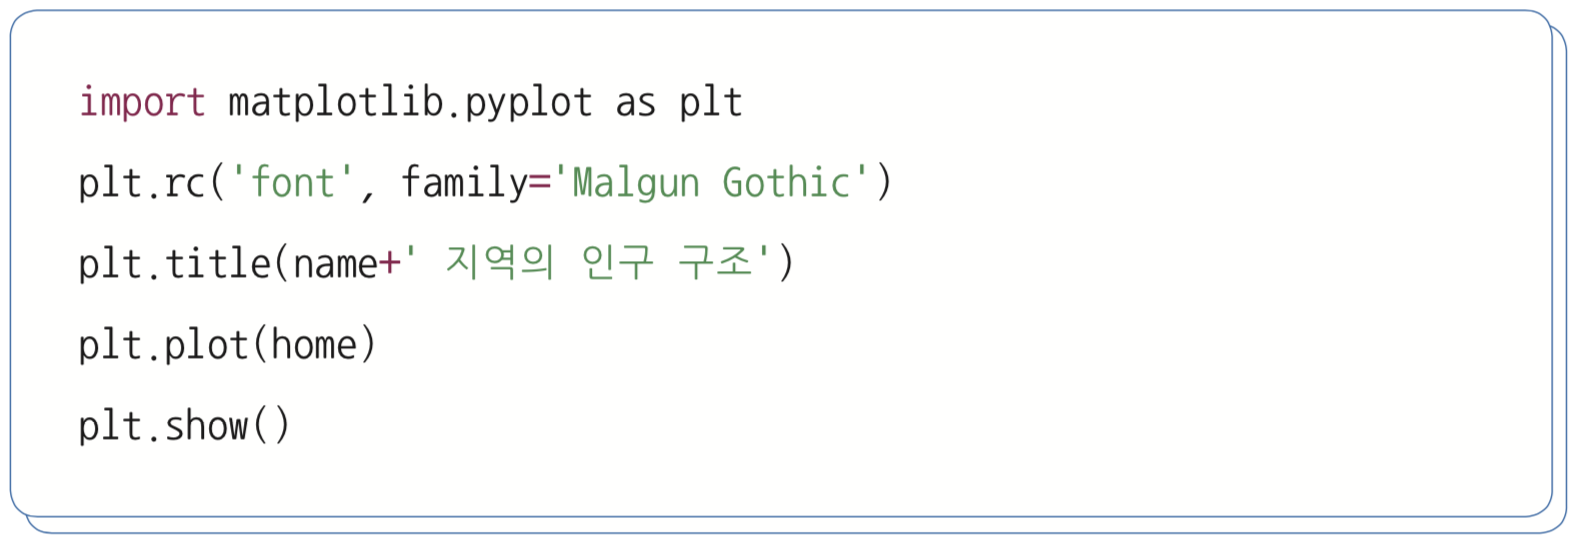 import matplotlib.pyplot as plt
plt.rc('font', family='Malgun Gothic')
plt.title(name+' 지역의 인구 구조')
plt.plot(home)
plt.show()